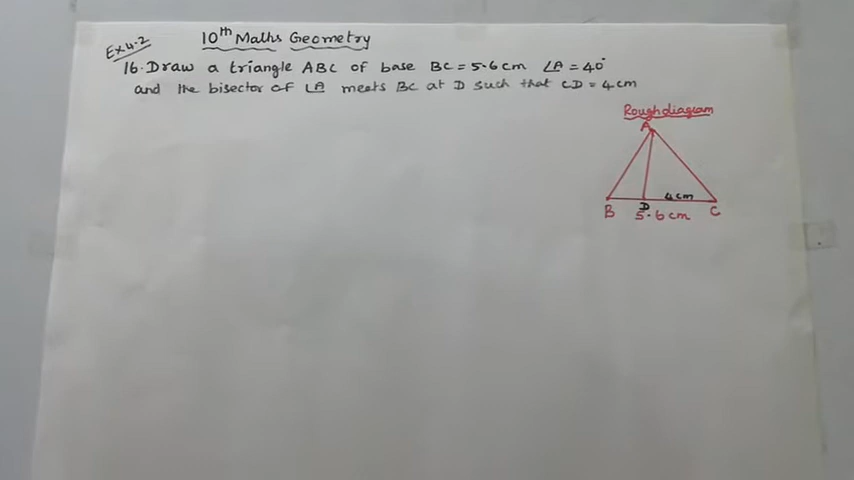 Ex 4.2
10th Maths Geometry
16. Draw a triangle ABC of base BC = 5.6 cm ∠A = 40°
and the bisector of ∠A meets BC at D such that CD = 4 cm
Rough diagram
A
4 cm
B D C
5.6 cm